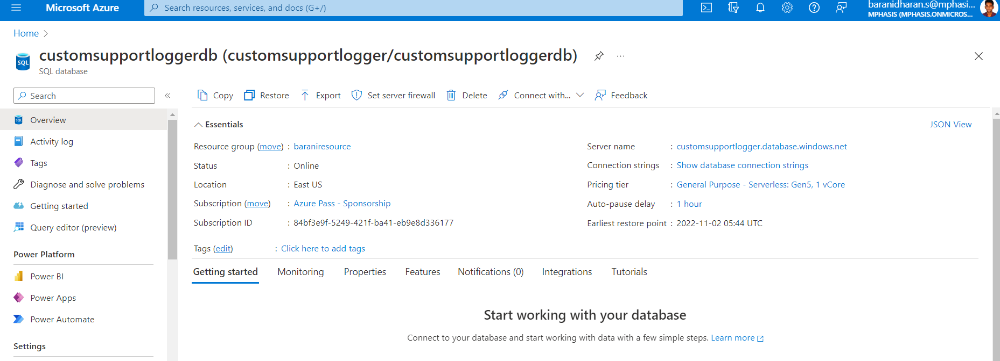 Microsoft Azure
Search resources, services, and docs (G+/)
baranidharan.s@mphasi...
MPHASIS (MPHASIS.ONMICROS...
Home
customsupportloggerdb (customsupportlogger/customsupportloggerdb)
SQL
SQL database
Search
Copy
Restore
Export
Set server firewall
Delete
Connect with...
Feedback
Overview
Activity log
Tags
Diagnose and solve problems
Getting started
Query editor (preview)
Power Platform
Power BI
Power Apps
Power Automate
Settings
Essentials
JSON View
Resource group (move) : baraniresource
Status : Online
Location : East US
Subscription (move) : Azure Pass - Sponsorship
Subscription ID : 84bf3e9f-5249-421f-ba41-eb9e8d336177
Server name : customsupportlogger.database.windows.net
Connection strings : Show database connection strings
Pricing tier : General Purpose - Serverless: Gen5, 1 vCore
Auto-pause delay : 1 hour
Earliest restore point : 2022-11-02 05:44 UTC
Tags (edit) : Click here to add tags
Getting started
Monitoring
Properties
Features
Notifications (0)
Integrations
Tutorials
Start working with your database
Connect to your database and start working with data with a few simple steps. Learn more